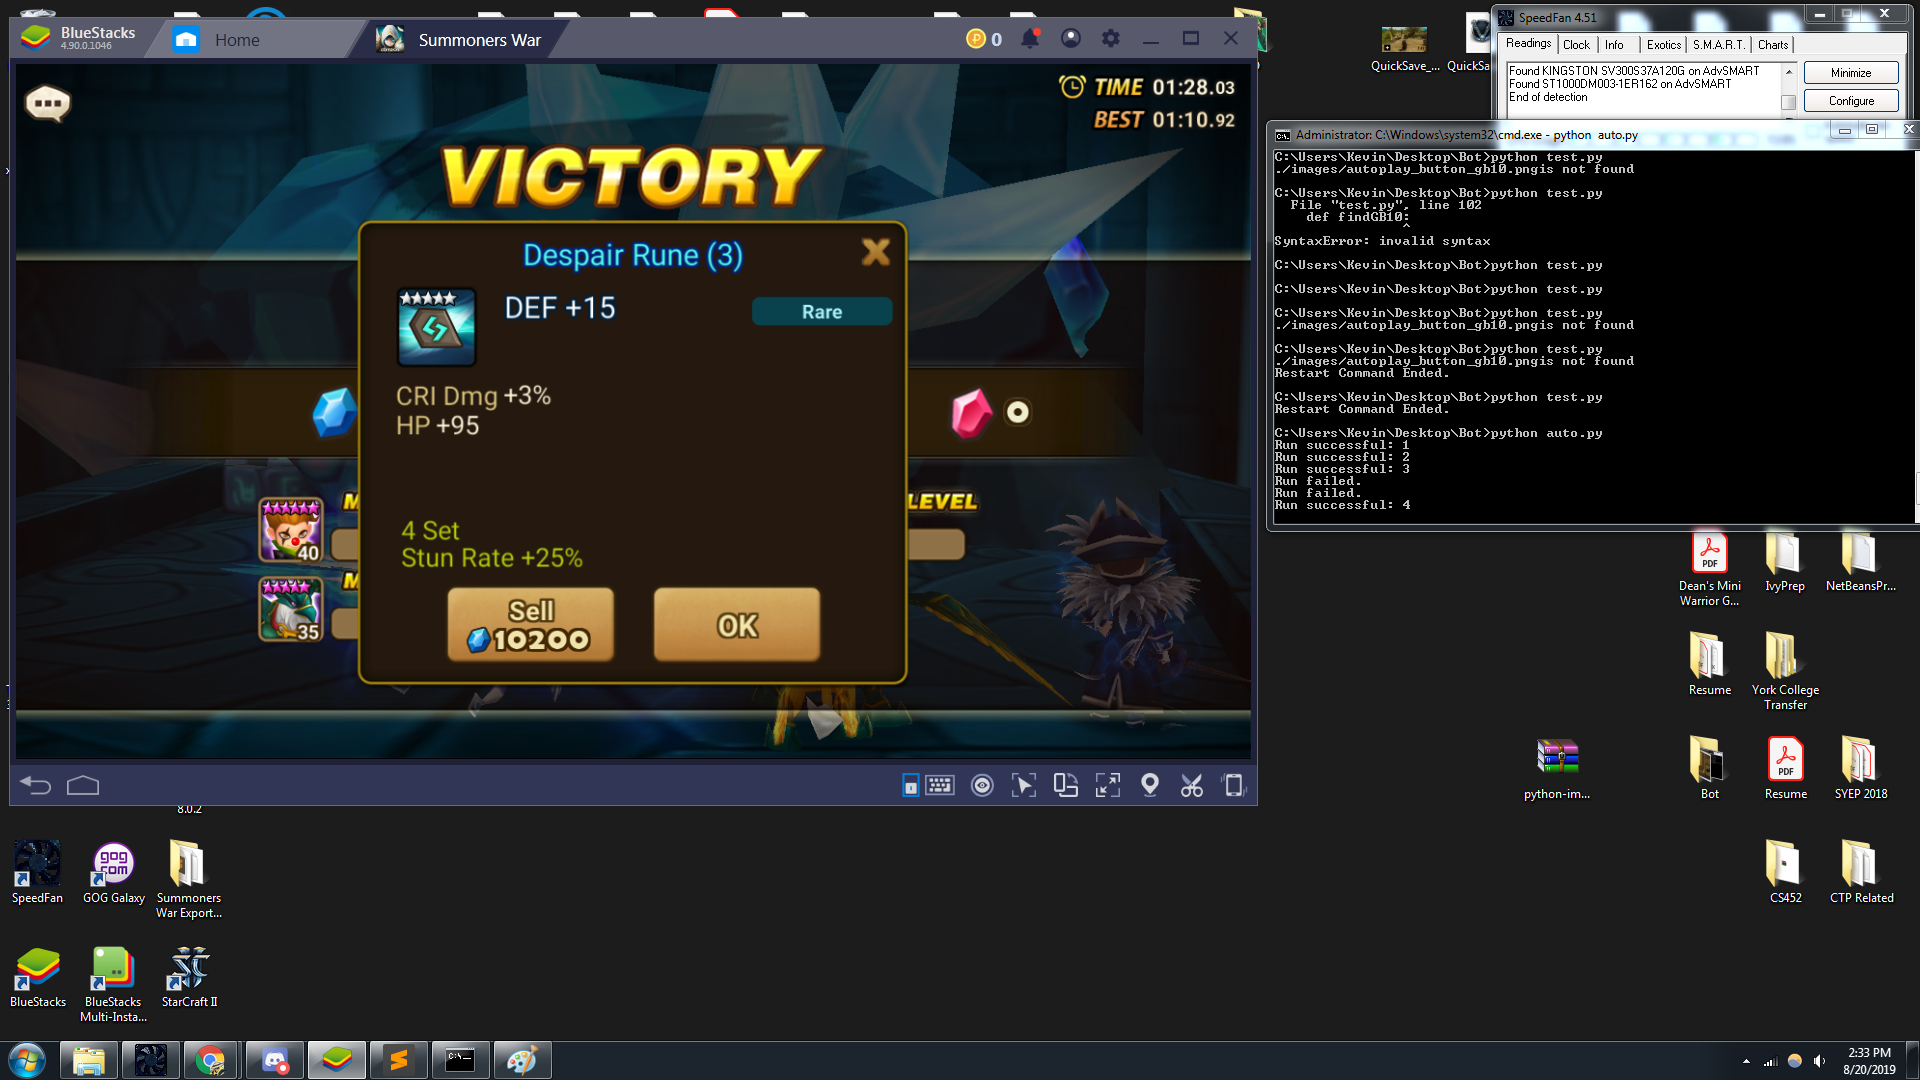 BlueStacks
4.90.0.1046
Home
Summoners War
0
TIME 01:28.03
BEST 01:10.92
VICTORY
Despair Rune (3)
DEF +15
Rare
CRI Dmg +3%
HP +95
4 Set
Stun Rate +25%
Sell
10200
OK
LEVEL
40
35
QuickSave_...
SpeedFan 4.51
Readings
Clock
Info
Exotics
S.M.A.R.T.
Charts
Found KINGSTON SV300S37A120G on AdvSMART
Found ST1000DM003-1ER162 on AdvSMART
End of detection
Minimize
Configure
Administrator: C:\Windows\system32\cmd.exe - python  auto.py
C:\Users\Kevin\Desktop\Bot>python test.py
./images/autoplay_button_gb10.pngis not found
C:\Users\Kevin\Desktop\Bot>python test.py
File "test.py", line 102
def findGB10:
^
SyntaxError: invalid syntax
C:\Users\Kevin\Desktop\Bot>python test.py
C:\Users\Kevin\Desktop\Bot>python test.py
C:\Users\Kevin\Desktop\Bot>python test.py
./images/autoplay_button_gb10.pngis not found
C:\Users\Kevin\Desktop\Bot>python test.py
./images/autoplay_button_gb10.pngis not found
Restart Command Ended.
C:\Users\Kevin\Desktop\Bot>python test.py
Restart Command Ended.
C:\Users\Kevin\Desktop\Bot>python auto.py
Run successful: 1
Run successful: 2
Run successful: 3
Run failed.
Run failed.
Run successful: 4
PDF
Dean's Mini
Warrior G...
IvyPrep
NetBeansPr...
Resume
York College
Transfer
python-im...
Bot
PDF
Resume
SYEP 2018
CS452
CTP Related
8.0.2
SpeedFan
GOG
COM
GOG Galaxy
Summoners
War Export...
BlueStacks
BlueStacks
Multi-Insta...
StarCraft II
2:33 PM
8/20/2019